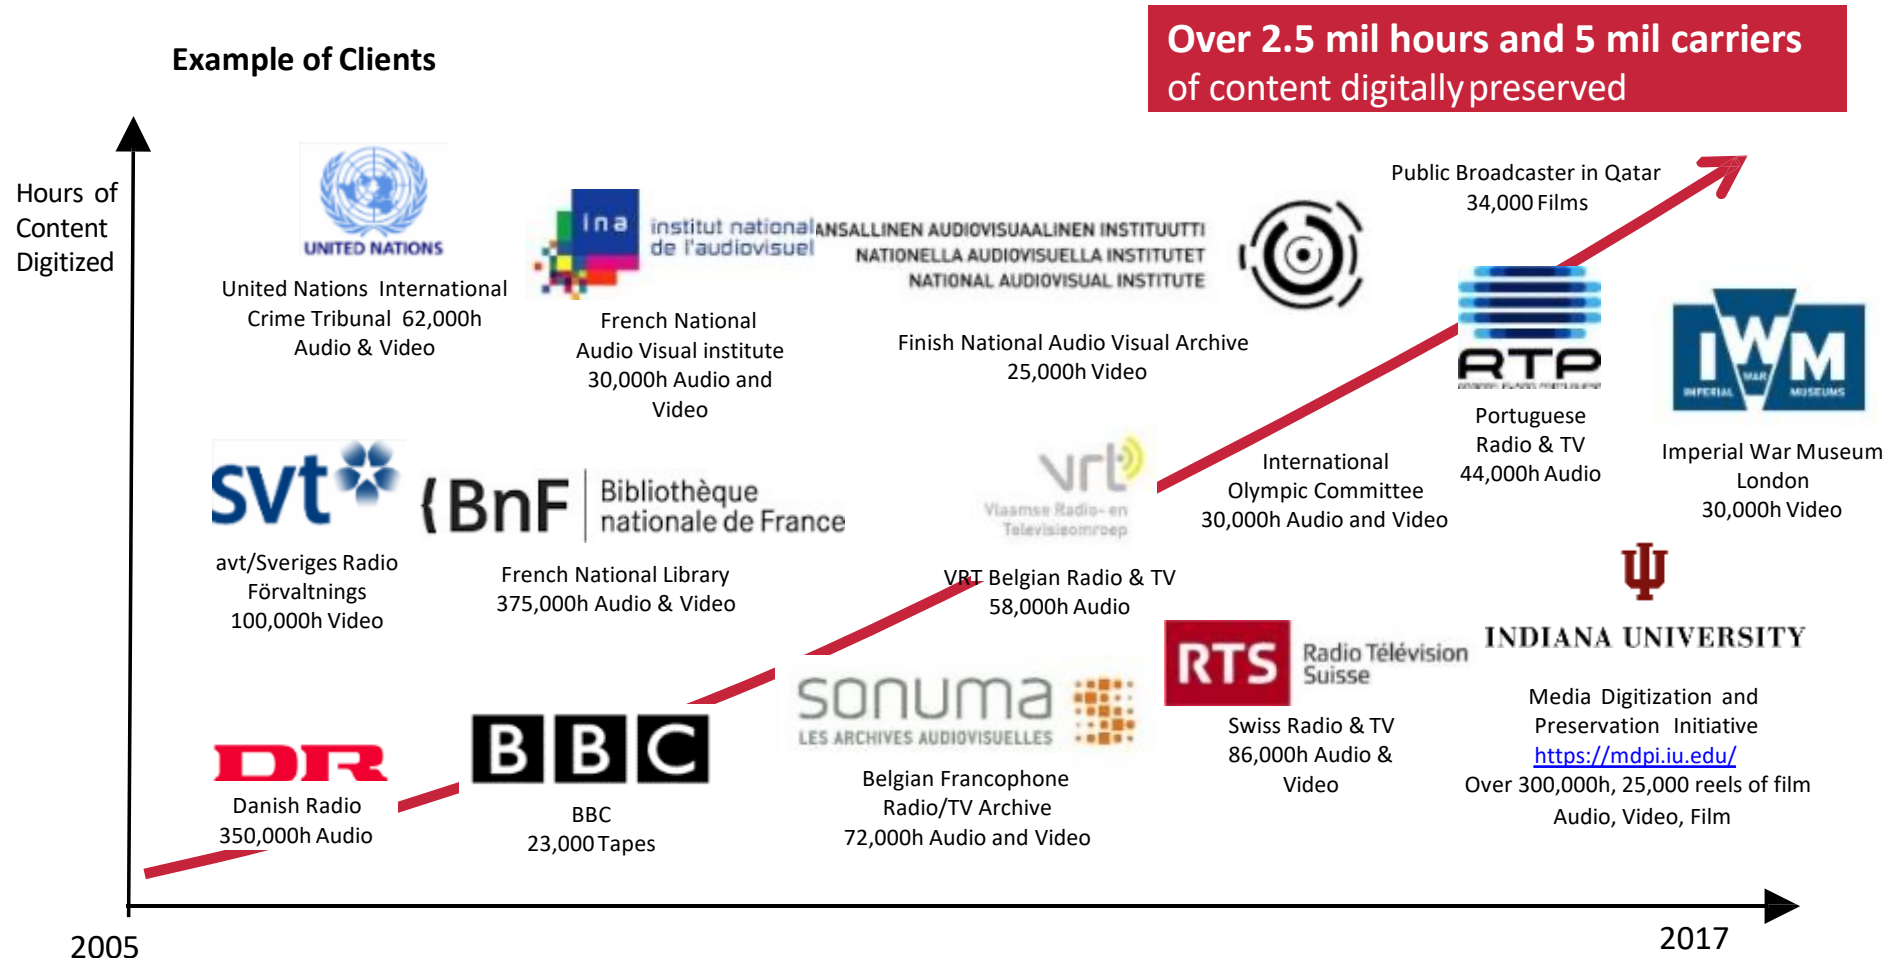 Example of Clients
Over 2.5 mil hours and 5 mil carriers
of content digitally preserved
Hours of
Content
Digitized
UNITED NATIONS
United Nations International
Crime Tribunal 62,000h
Audio & Video
ina
institut national
de l'audiovisuel
French National
Audio Visual institute
30,000h Audio and
Video
ANSALLINEN AUDIOVISUAALINEN INSTITUUTTI
NATIONELLA AUDIOVISUELLA INSTITUTET
NATIONAL AUDIOVISUAL INSTITUTE
Finish National Audio Visual Archive
25,000h Video
Public Broadcaster in Qatar
34,000 Films
RTP
Portuguese
Radio & TV
44,000h Audio
IWM
IMPERIAL WAR MUSEUMS
Imperial War Museum
London
30,000h Video
svt
avt/Sveriges Radio
Förvaltnings
100,000h Video
{BnF
Bibliothèque
nationale de France
French National Library
375,000h Audio & Video
vrt
Vlaamse Radio- en
Televisieomroep
VRT Belgian Radio & TV
58,000h Audio
International
Olympic Committee
30,000h Audio and Video
DR
Danish Radio
350,000h Audio
BBC
BBC
23,000 Tapes
sonuma
LES ARCHIVES AUDIOVISUELLES
Belgian Francophone
Radio/TV Archive
72,000h Audio and Video
RTS
Radio Télévision
Suisse
Swiss Radio & TV
86,000h Audio &
Video
INDIANA UNIVERSITY
Media Digitization and
Preservation Initiative
https://mdpi.iu.edu/
Over 300,000h, 25,000 reels of film
Audio, Video, Film
2005
2017